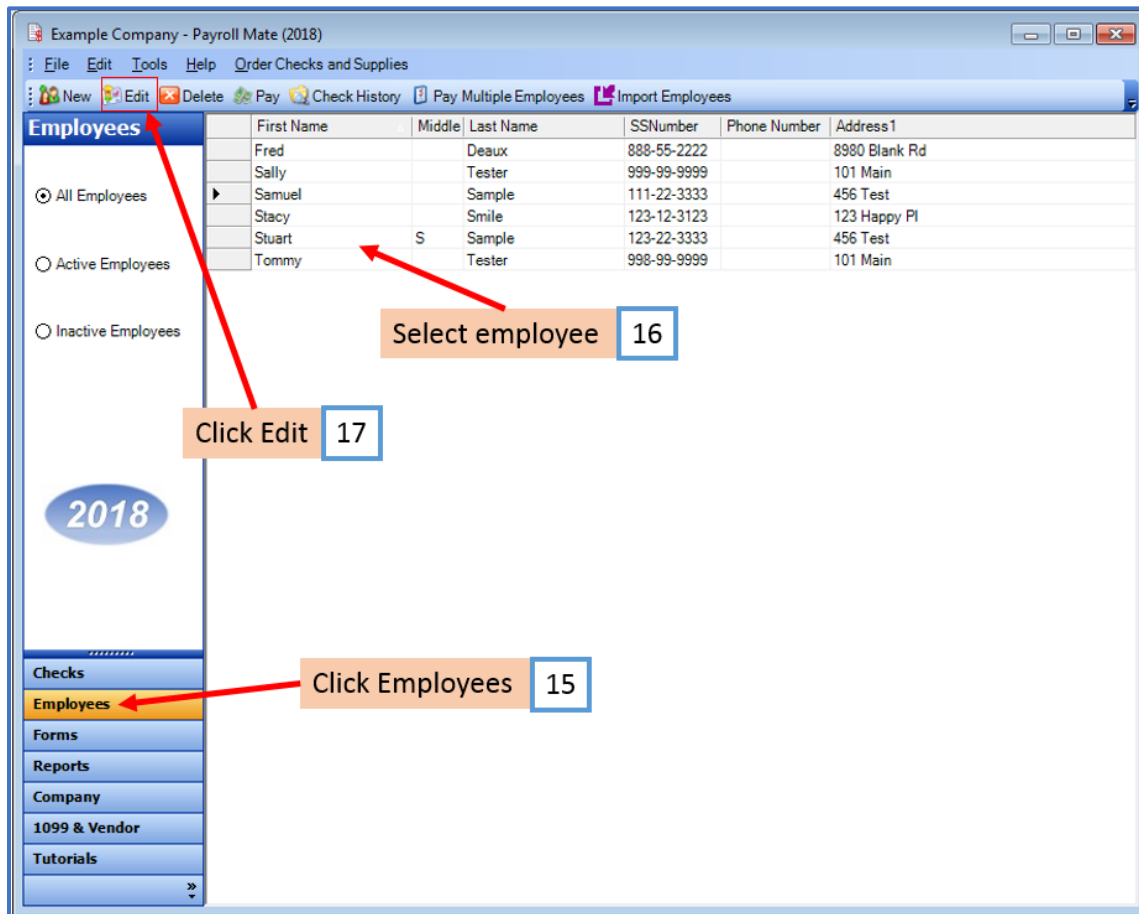 Example Company - Payroll Mate (2018)
File Edit Tools Help Order Checks and Supplies
New Edit Delete Pay Check History Pay Multiple Employees Import Employees
Employees
First Name Middle Last Name SSNumber Phone Number Address1
Fred Deaux 888-55-2222 8980 Blank Rd
Sally Tester 999-99-9999 101 Main
All Employees
Samuel Sample 111-22-3333 456 Test
Stacy Smile 123-12-3123 123 Happy Pl
Stuart S Sample 123-22-3333 456 Test
Active Employees
Tommy Tester 998-99-9999 101 Main
Inactive Employees
Select employee 16
Click Edit 17
2018
Checks
Click Employees 15
Employees
Forms
Reports
Company
1099 & Vendor
Tutorials